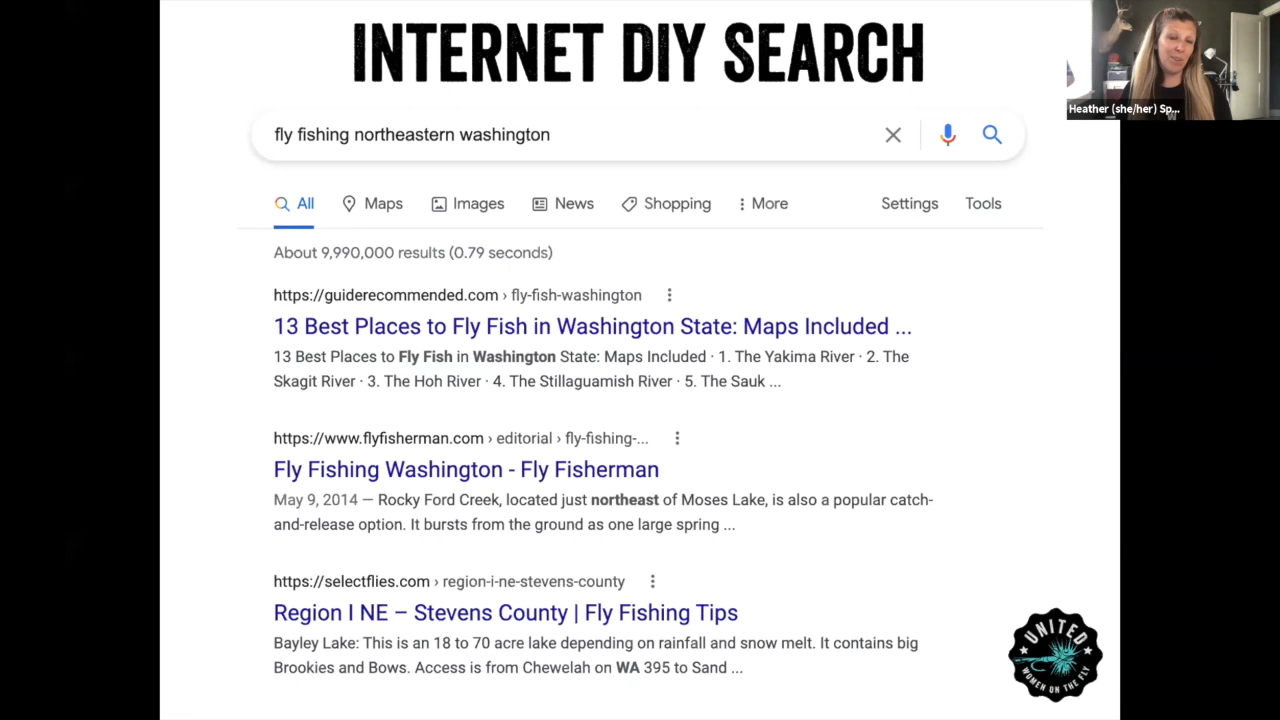 INTERNET DIY SEARCH
Heather (she/her) Sp...
fly fishing northeastern washington
All Maps Images News Shopping More Settings Tools
About 9,990,000 results (0.79 seconds)
https://guiderecommended.com › fly-fish-washington
13 Best Places to Fly Fish in Washington State: Maps Included ...
13 Best Places to Fly Fish in Washington State: Maps Included · 1. The Yakima River · 2. The
Skagit River · 3. The Hoh River · 4. The Stillaguamish River · 5. The Sauk ...
https://www.flyfisherman.com › editorial › fly-fishing-...
Fly Fishing Washington - Fly Fisherman
May 9, 2014 — Rocky Ford Creek, located just northeast of Moses Lake, is also a popular catch-
and-release option. It bursts from the ground as one large spring ...
https://selectflies.com › region-i-ne-stevens-county
Region I NE – Stevens County | Fly Fishing Tips
Bayley Lake: This is an 18 to 70 acre lake depending on rainfall and snow melt. It contains big
Brookies and Bows. Access is from Chewelah on WA 395 to Sand ...
UNITED
WOMEN ON THE FLY